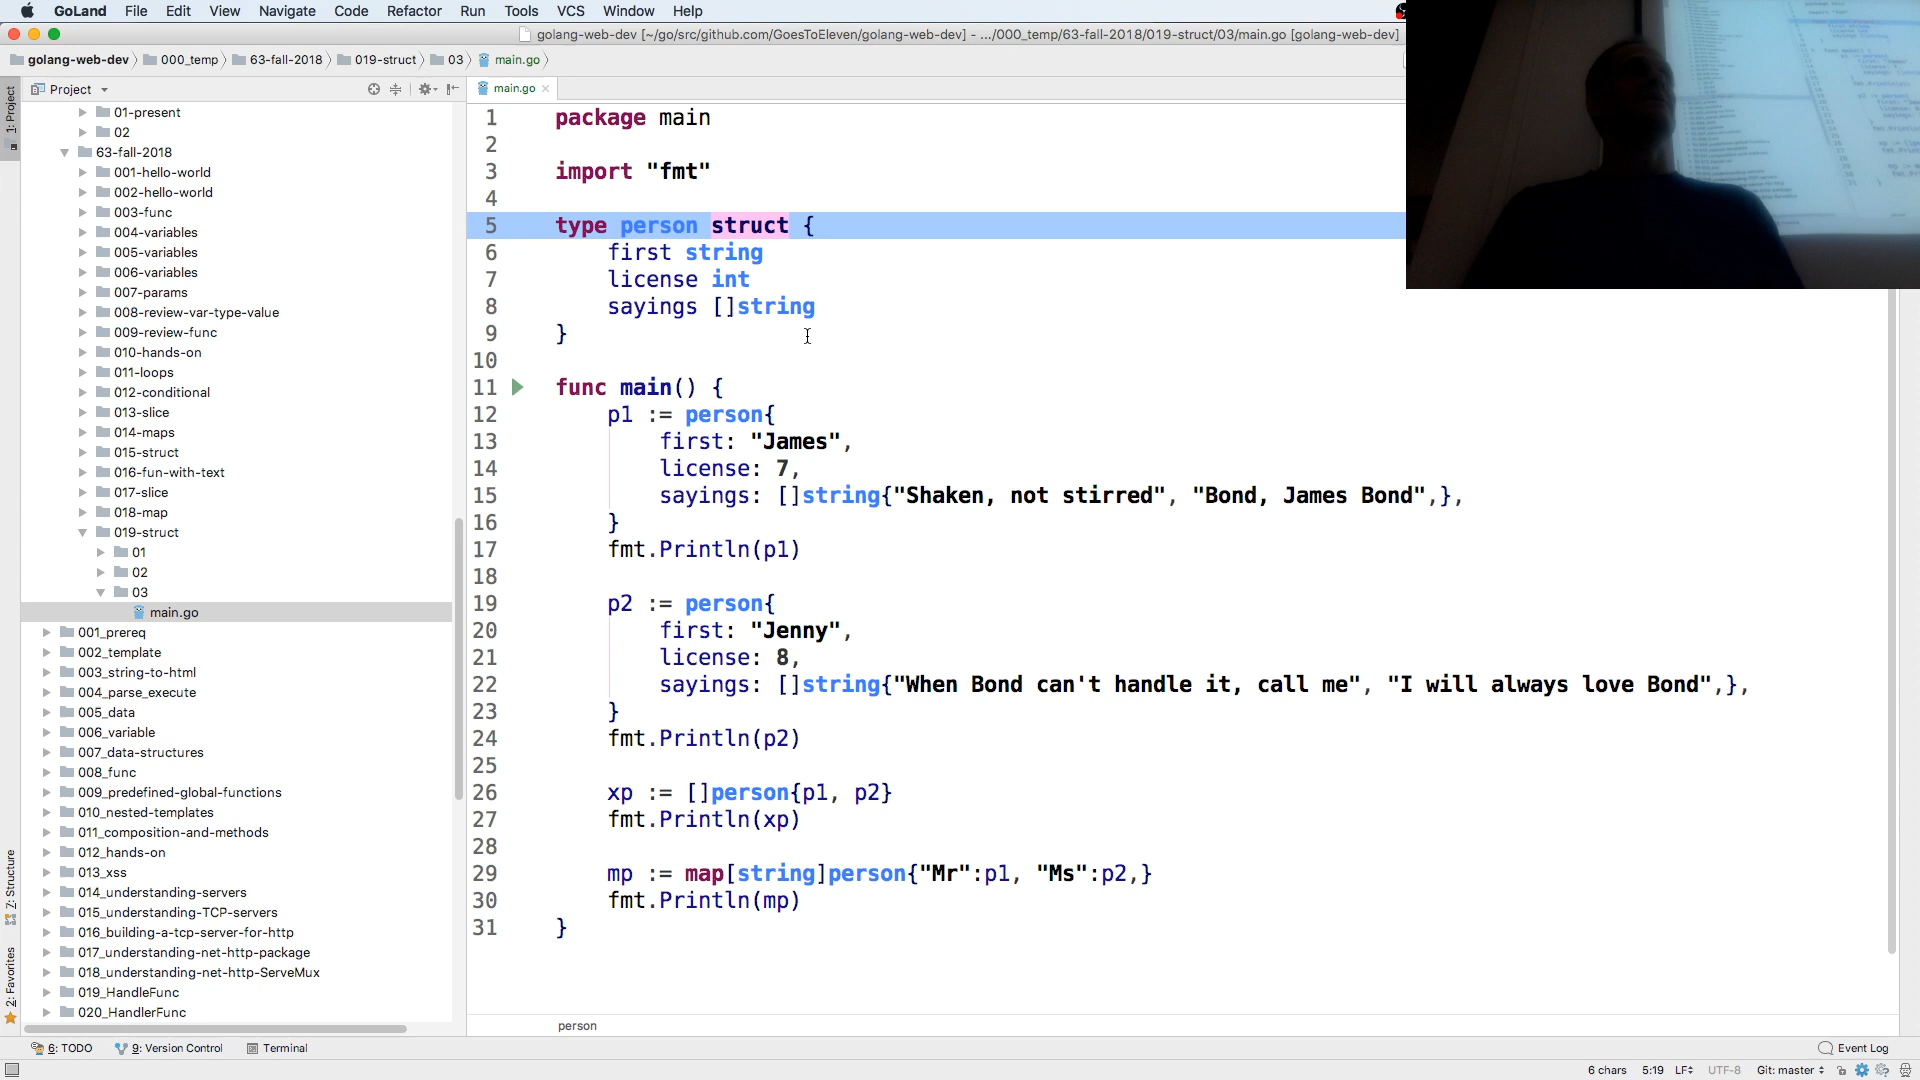 GoLand File Edit View Navigate Code Refactor Run Tools VCS Window Help
golang-web-dev [~/go/src/github.com/GoesToEleven/golang-web-dev] - .../000_temp/63-fall-2018/019-struct/03/main.go [golang-web-dev]
golang-web-dev 000_temp 63-fall-2018 019-struct 03 main.go
Project main.go
1: Project
01-present
02
63-fall-2018
001-hello-world
002-hello-world
003-func
004-variables
005-variables
006-variables
007-params
008-review-var-type-value
009-review-func
010-hands-on
011-loops
012-conditional
013-slice
014-maps
015-struct
016-fun-with-text
017-slice
018-map
019-struct
01
02
03
main.go
001_prereq
002_template
003_string-to-html
004_parse_execute
005_data
006_variable
007_data-structures
008_func
009_predefined-global-functions
010_nested-templates
011_composition-and-methods
012_hands-on
013_xss
014_understanding-servers
015_understanding-TCP-servers
016_building-a-tcp-server-for-http
017_understanding-net-http-package
018_understanding-net-http-ServeMux
019_HandleFunc
020_HandlerFunc
7: Structure
2: Favorites
1 package main
2
3 import "fmt"
4
5 type person struct {
6 first string
7 license int
8 sayings []string
9 }
10
11 func main() {
12 p1 := person{
13 first: "James",
14 license: 7,
15 sayings: []string{"Shaken, not stirred", "Bond, James Bond",},
16 }
17 fmt.Println(p1)
18
19 p2 := person{
20 first: "Jenny",
21 license: 8,
22 sayings: []string{"When Bond can't handle it, call me", "I will always love Bond",},
23 }
24 fmt.Println(p2)
25
26 xp := []person{p1, p2}
27 fmt.Println(xp)
28
29 mp := map[string]person{"Mr":p1, "Ms":p2,}
30 fmt.Println(mp)
31 }
person
6: TODO 9: Version Control Terminal Event Log
6 chars 5:19 LF UTF-8 Git: master